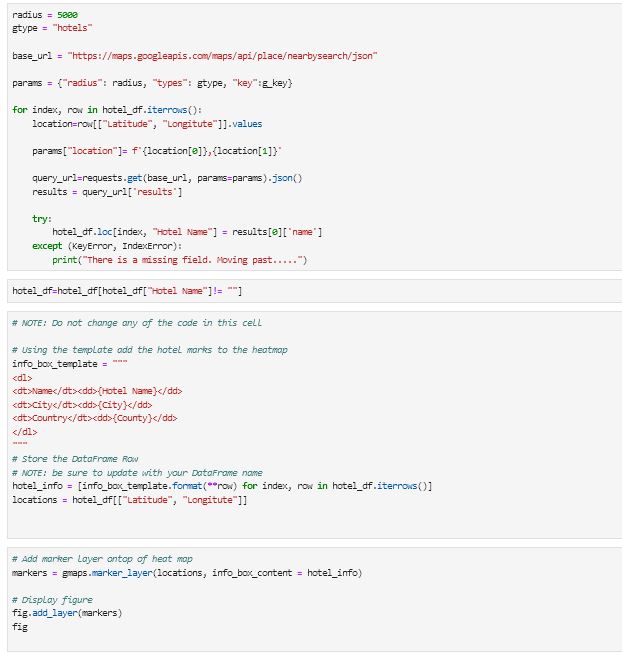 radius = 5000
gtype = "hotels"
base_url = "https://maps.googleapis.com/maps/api/place/nearbysearch/json"
params = {"radius": radius, "types": gtype, "key":g_key}
for index, row in hotel_df.iterrows():
location=row[["Latitude", "Longitute"]].values
params["location"]= f'{location[0]},{location[1]}'
query_url=requests.get(base_url, params=params).json()
results = query_url['results']
try:
hotel_df.loc[index, "Hotel Name"] = results[0]['name']
except (KeyError, IndexError):
print("There is a missing field. Moving past.....")
hotel_df=hotel_df[hotel_df["Hotel Name"]!= ""]
# NOTE: Do not change any of the code in this cell
# Using the template add the hotel marks to the heatmap
info_box_template = """
<dl>
<dt>Name</dt><dd>{Hotel Name}</dd>
<dt>City</dt><dd>{City}</dd>
<dt>Country</dt><dd>{County}</dd>
</dl>
"""
# Store the DataFrame Row
# NOTE: be sure to update with your DataFrame name
hotel_info = [info_box_template.format(**row) for index, row in hotel_df.iterrows()]
locations = hotel_df[["Latitude", "Longitute"]]
# Add marker layer ontop of heat map
markers = gmaps.marker_layer(locations, info_box_content = hotel_info)
# Display figure
fig.add_layer(markers)
fig